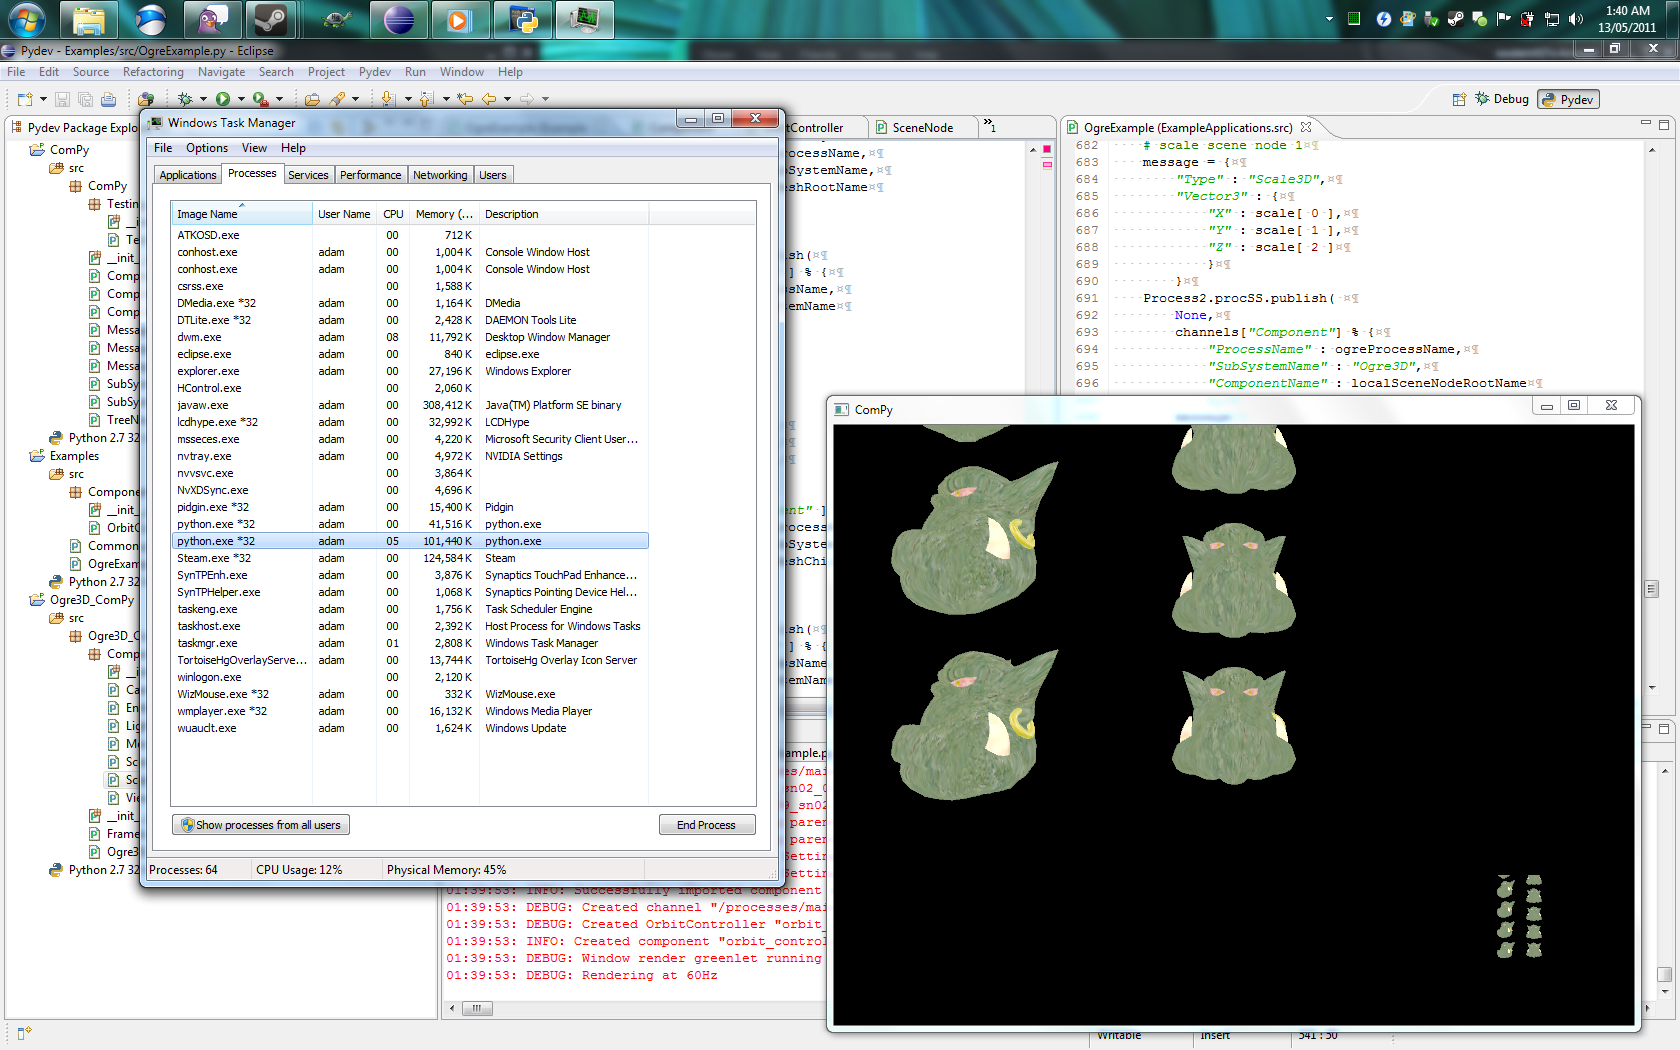 1:40 AM
13/05/2011
Pydev - Examples/src/OgreExample.py - Eclipse
File Edit Source Refactoring Navigate Search Project Pydev Run Window Help
Debug Pydev
Pydev Package Explo
ComPy
src
ComPy
Testin
Te
__init_
Comp
Comp
Comp
Messa
Messa
Messa
SubSy
SubSy
TreeN
Python 2.7 32
Examples
src
Compone
__init_
OrbitC
Common
OgreExam
Python 2.7 32
Ogre3D_ComPy
src
Ogre3D_C
Comp
Ca
En
Lig
Me
Sc
Sc
Vie
__init_
Frame
Ogre3
Python 2.7 32
Windows Task Manager
File Options View Help
Applications Processes Services Performance Networking Users
Image Name User Name CPU Memory (... Description
ATKOSD.exe 00 712 K
conhost.exe adam 00 1,004 K Console Window Host
conhost.exe adam 00 1,004 K Console Window Host
csrss.exe 00 1,588 K
DMedia.exe *32 adam 00 1,164 K DMedia
DTLite.exe *32 adam 00 2,428 K DAEMON Tools Lite
dwm.exe adam 08 11,792 K Desktop Window Manager
eclipse.exe adam 00 840 K eclipse.exe
explorer.exe adam 00 27,196 K Windows Explorer
HControl.exe 00 2,060 K
javaw.exe adam 00 308,412 K Java(TM) Platform SE binary
lcdhype.exe *32 adam 00 32,992 K LCDHype
msseces.exe adam 00 4,220 K Microsoft Security Client User...
nvtray.exe adam 00 4,972 K NVIDIA Settings
nvvsvc.exe 00 3,864 K
NvXDSync.exe 00 4,696 K
pidgin.exe *32 adam 00 15,400 K Pidgin
python.exe *32 adam 00 41,516 K python.exe
python.exe *32 adam 05 101,440 K python.exe
Steam.exe *32 adam 00 124,584 K Steam
SynTPEnh.exe adam 00 3,876 K Synaptics TouchPad Enhance...
SynTPHelper.exe adam 00 1,068 K Synaptics Pointing Device Hel...
taskeng.exe adam 00 1,756 K Task Scheduler Engine
taskhost.exe adam 00 2,392 K Host Process for Windows Tasks
taskmgr.exe adam 01 2,808 K Windows Task Manager
TortoiseHgOverlayServe... adam 00 13,744 K TortoiseHg Overlay Icon Server
winlogon.exe 00 2,120 K
WizMouse.exe *32 adam 00 332 K WizMouse.exe
wmplayer.exe *32 adam 00 16,132 K Windows Media Player
wuauclt.exe adam 00 1,624 K Windows Update
Show processes from all users End Process
Processes: 64 CPU Usage: 12% Physical Memory: 45%
tController SceneNode »1
ocessName,¤¶
SystemName,¤¶
shRootName¤¶
sh(¤¶
] % {¤¶
sName,¤¶
temName¤¶
OgreExample (ExampleApplications.src)
682 # scale scene node 1¤¶
683 message = {¤¶
684 "Type" : "Scale3D",¤¶
685 "Vector3" : {¤¶
686 "X" : scale[ 0 ],¤¶
687 "Y" : scale[ 1 ],¤¶
688 "Z" : scale[ 2 ]¤¶
689 }¤¶
690 }¤¶
691 Process2.procSS.publish( ¤¶
692 None,¤¶
693 channels["Component"] % {¤¶
694 "ProcessName" : ogreProcessName,¤¶
695 "SubSystemName" : "Ogre3D",¤¶
696 "ComponentName" : localSceneNodeRootName¤¶
ComPy
01:39:53: INFO: Successfully imported component
01:39:53: DEBUG: Created channel "/processes/mai
01:39:53: DEBUG: Created OrbitController "orbit_
01:39:53: INFO: Created component "orbit_control
01:39:53: DEBUG: Window render greenlet running
01:39:53: DEBUG: Rendering at 60Hz
Writable Insert 541 : 50